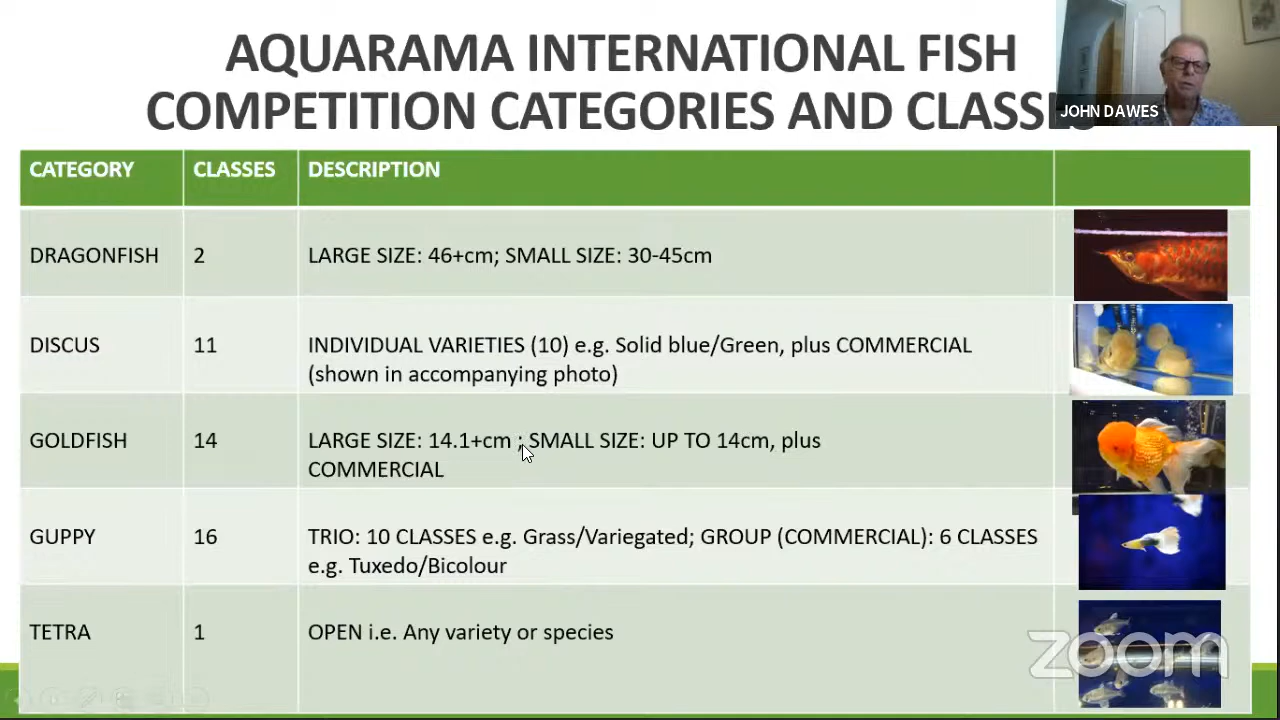 AQUARAMA INTERNATIONAL FISH
COMPETITION CATEGORIES AND CLASSES
JOHN DAWES
CATEGORY CLASSES DESCRIPTION
DRAGONFISH 2 LARGE SIZE: 46+cm; SMALL SIZE: 30-45cm
DISCUS 11 INDIVIDUAL VARIETIES (10) e.g. Solid blue/Green, plus COMMERCIAL
(shown in accompanying photo)
GOLDFISH 14 LARGE SIZE: 14.1+cm ; SMALL SIZE: UP TO 14cm, plus
COMMERCIAL
GUPPY 16 TRIO: 10 CLASSES e.g. Grass/Variegated; GROUP (COMMERCIAL): 6 CLASSES
e.g. Tuxedo/Bicolour
TETRA 1 OPEN i.e. Any variety or species
zoom